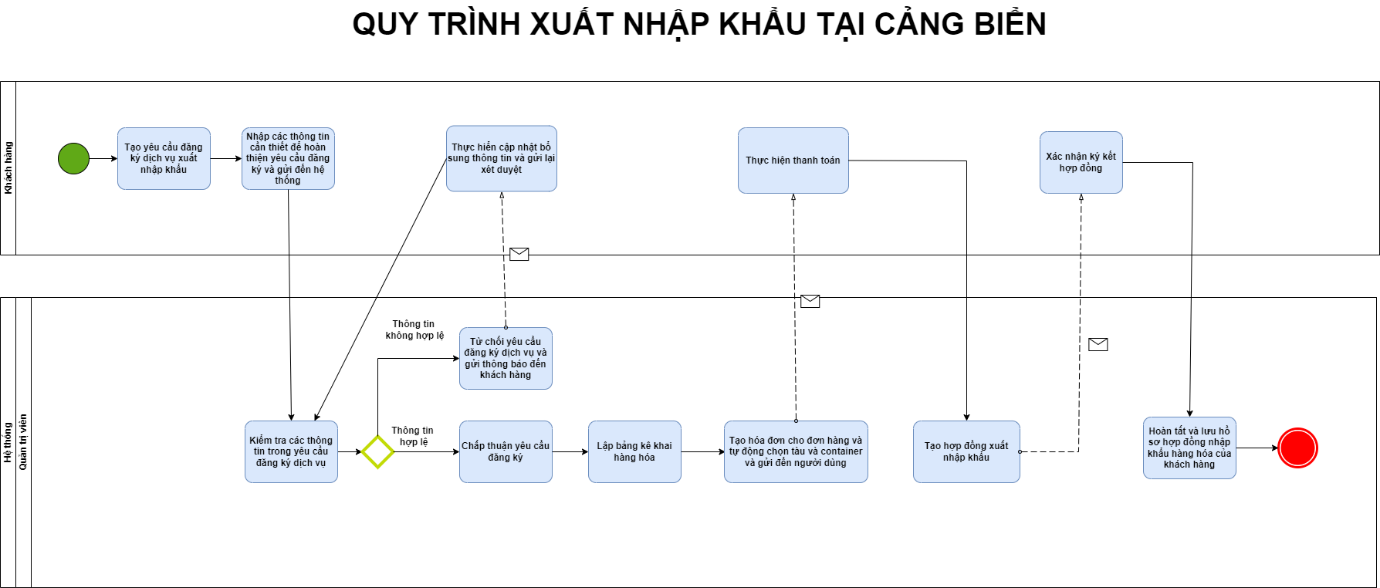 QUY TRÌNH XUẤT NHẬP KHẨU TẠI CẢNG BIỂN
Khách hàng
Tạo yêu cầu đăng
ký dịch vụ xuất
nhập khẩu
Nhập các thông tin
cần thiết để hoàn
thiện yêu cầu đăng
ký và gửi đến hệ
thống
Thực hiến cập nhật bổ
sung thông tin và gửi lại
xét duyệt
Thực hiện thanh toán
Xác nhận ký kết
hợp đồng
Hệ thống
Quản trị viên
Thông tin
không hợp lệ
Từ chối yêu cầu
đăng ký dịch vụ và
gửi thông báo đến
khách hàng
Kiểm tra các thông
tin trong yêu cầu
đăng ký dịch vụ
Thông tin
hợp lệ
Chấp thuận yêu cầu
đăng ký
Lập bảng kê khai
hàng hóa
Tạo hóa đơn cho đơn hàng và
tự động chọn tàu và container
và gửi đến người dùng
Tạo hợp đồng xuất
nhập khẩu
Hoàn tất và lưu hồ
sơ hợp đồng nhập
khẩu hàng hóa của
khách hàng